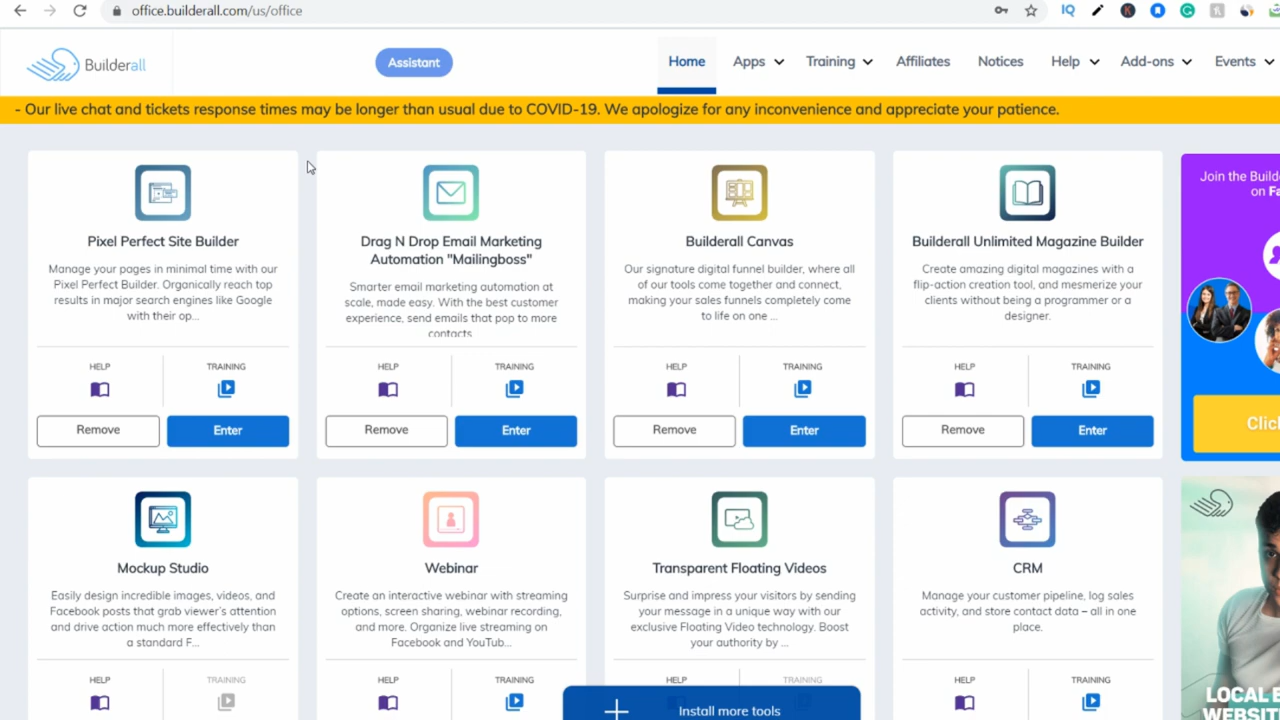 office.builderall.com/us/office
Builderall
Assistant
Home
Apps
Training
Affiliates
Notices
Help
Add-ons
Events
- Our live chat and tickets response times may be longer than usual due to COVID-19. We apologize for any inconvenience and appreciate your patience.
Pixel Perfect Site Builder
Manage your pages in minimal time with our
Pixel Perfect Builder. Organically reach top
results in major search engines like Google
with their op...
HELP
TRAINING
Remove
Enter
Drag N Drop Email Marketing
Automation "Mailingboss"
Smarter email marketing automation at
scale, made easy. With the best customer
experience, send emails that pop to more
contacts
HELP
TRAINING
Remove
Enter
Builderall Canvas
Our signature digital funnel builder, where all
of our tools come together and connect,
making your sales funnels completely come
to life on one ...
HELP
TRAINING
Remove
Enter
Builderall Unlimited Magazine Builder
Create amazing digital magazines with a
flip-action creation tool, and mesmerize your
clients without being a programmer or a
designer.
HELP
TRAINING
Remove
Enter
Join the Builde
on Fa
Clic
Mockup Studio
Easily design incredible images, videos, and
Facebook posts that grab viewer's attention
and drive action much more effectively than
a standard F...
HELP
TRAINING
Webinar
Create an interactive webinar with streaming
options, screen sharing, webinar recording,
and more. Organize live streaming on
Facebook and YouTub...
HELP
TRAINING
Transparent Floating Videos
Surprise and impress your visitors by sending
your message in a unique way with our
exclusive Floating Video technology. Boost
your authority by ...
HELP
TRAINING
CRM
Manage your customer pipeline, log sales
activity, and store contact data – all in one
place.
HELP
TRAINING
LOCAL
WEBSITE
Install more tools